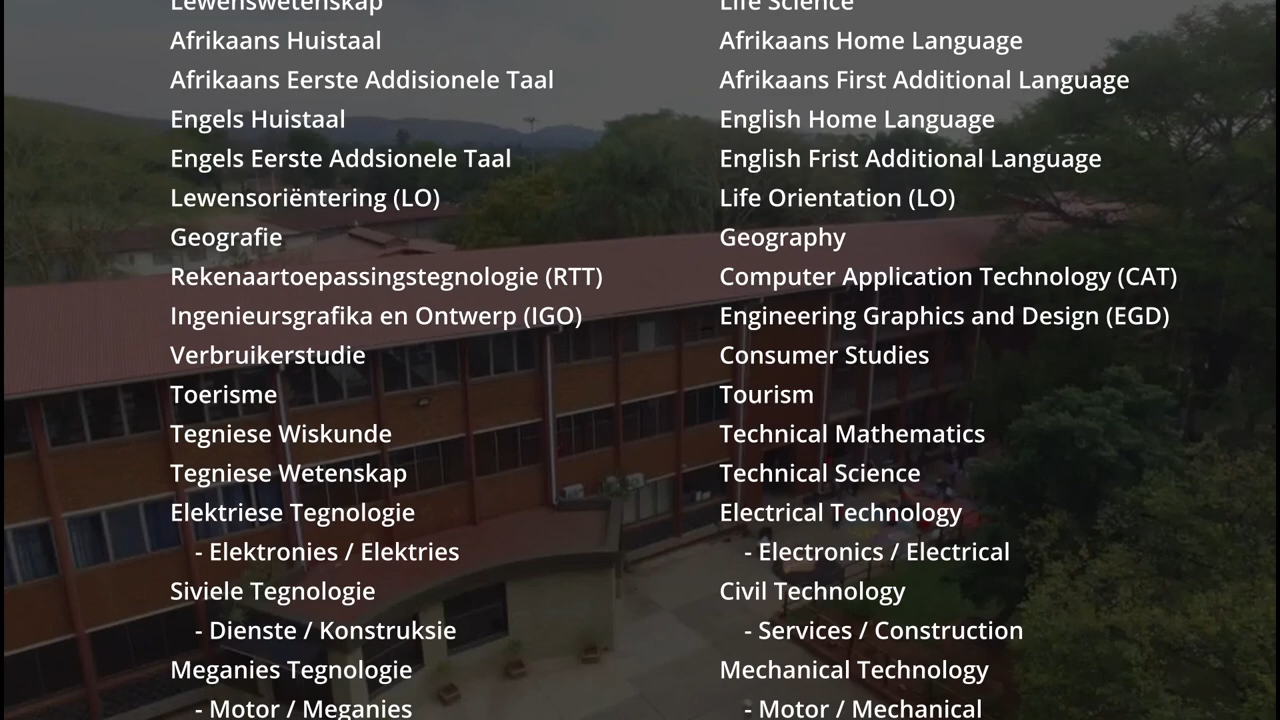 Lewenswetenskap Life Science
Afrikaans Huistaal Afrikaans Home Language
Afrikaans Eerste Addisionele Taal Afrikaans First Additional Language
Engels Huistaal English Home Language
Engels Eerste Addsionele Taal English Frist Additional Language
Lewensoriëntering (LO) Life Orientation (LO)
Geografie Geography
Rekenaartoepassingstegnologie (RTT) Computer Application Technology (CAT)
Ingenieursgrafika en Ontwerp (IGO) Engineering Graphics and Design (EGD)
Verbruikerstudie Consumer Studies
Toerisme Tourism
Tegniese Wiskunde Technical Mathematics
Tegniese Wetenskap Technical Science
Elektriese Tegnologie Electrical Technology
- Elektronies / Elektries - Electronics / Electrical
Siviele Tegnologie Civil Technology
- Dienste / Konstruksie - Services / Construction
Meganies Tegnologie Mechanical Technology
- Motor / Meganies - Motor / Mechanical